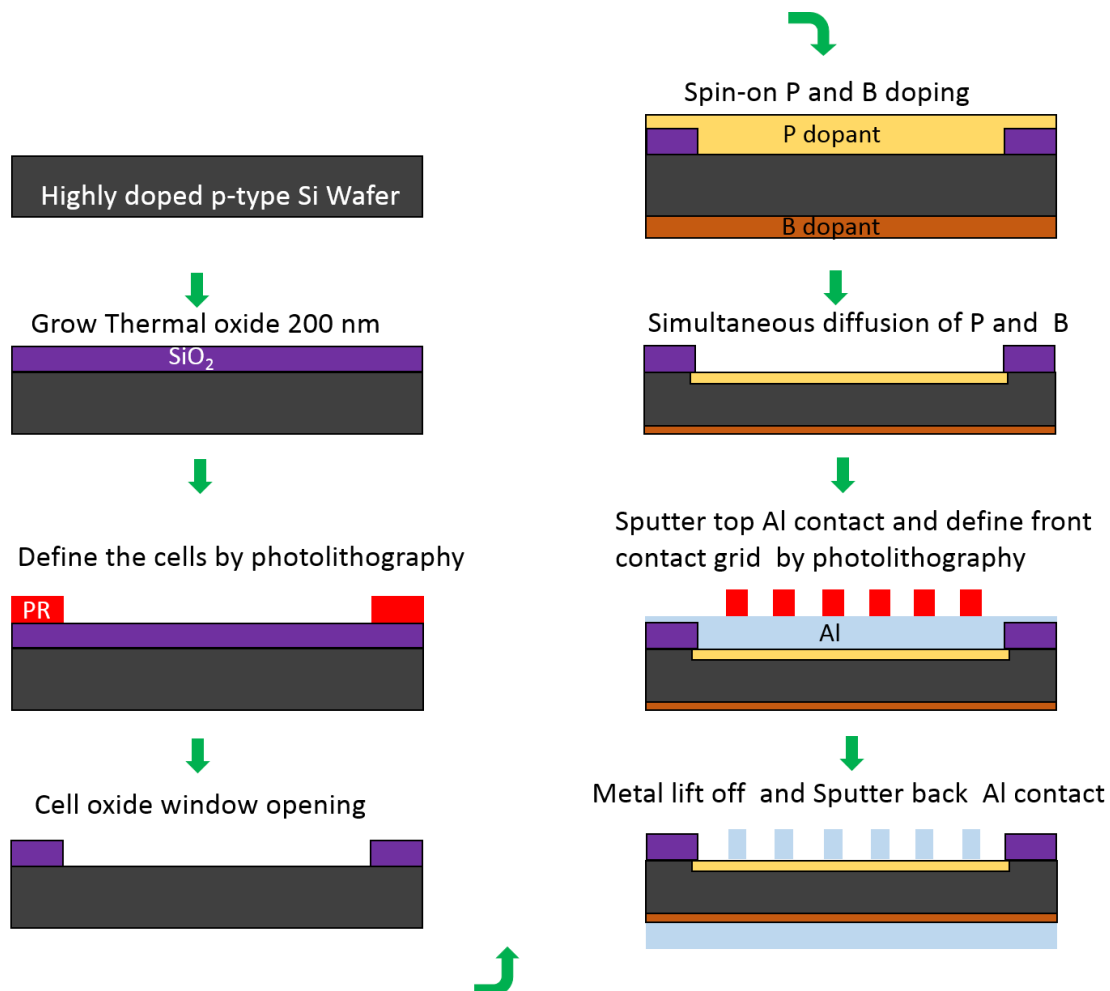 Highly doped p-type Si Wafer
Grow Thermal oxide 200 nm
SiO₂
Define the cells by photolithography
PR
Cell oxide window opening
Spin-on P and B doping
P dopant
B dopant
Simultaneous diffusion of P and B
Sputter top Al contact and define front
contact grid by photolithography
Al
Metal lift off and Sputter back Al contact